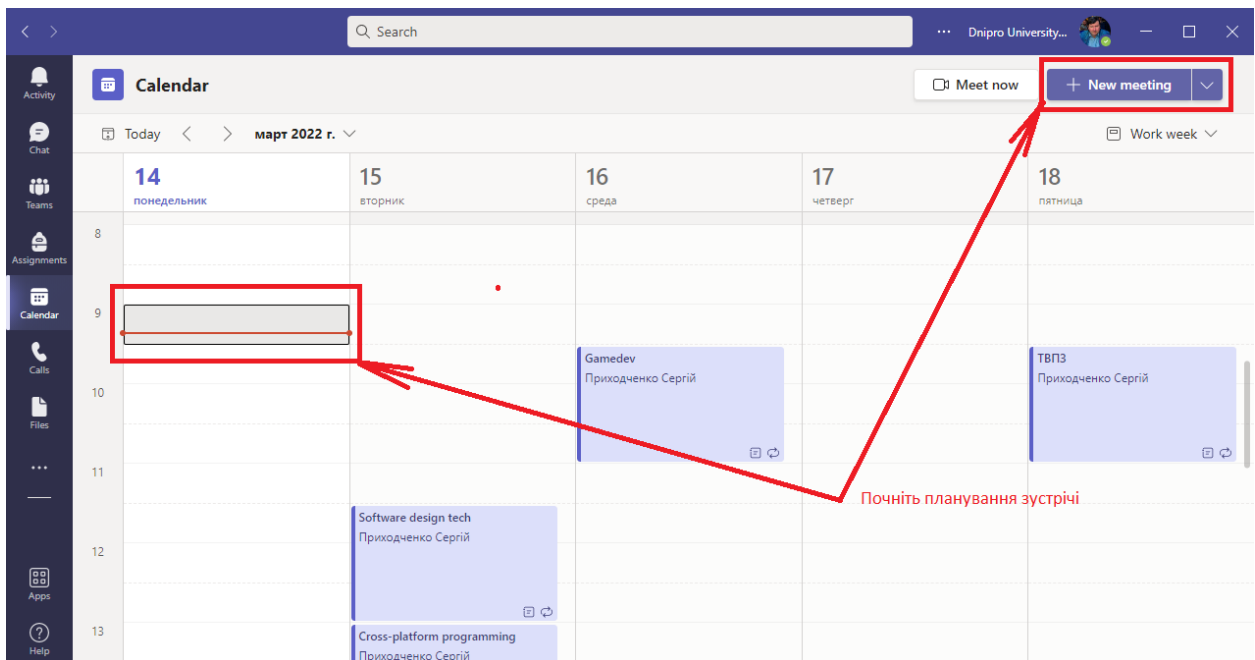 Search
Dnipro University...
Activity
Calendar
Meet now
New meeting
Chat
Today
март 2022 г.
Work week
Teams
14
понедельник
15
вторник
16
среда
17
четверг
18
пятница
Assignments
8
Calendar
9
Calls
Gamedev
Приходченко Сергій
ТВПЗ
Приходченко Сергій
10
Files
11
Почніть планування зустрічі
Software design tech
Приходченко Сергій
12
Apps
13
Cross-platform programming
Приходченко Сергій
Help